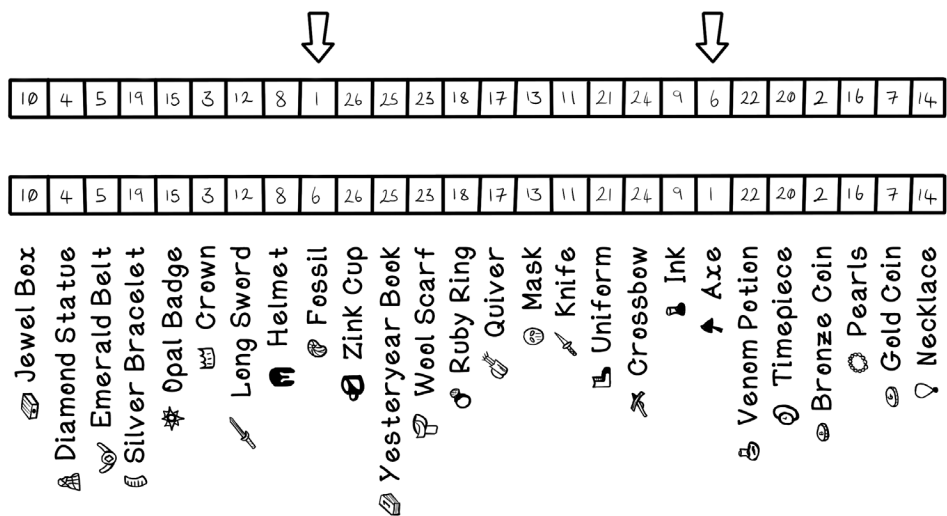 10 4 5 19 15 3 12 8 1 26 25 23 18 17 13 11 21 24 9 6 22 20 2 16 7 14
10 4 5 19 15 3 12 8 6 26 25 23 18 17 13 11 21 24 9 1 22 20 2 16 7 14
Jewel Box
Diamond Statue
Emerald Belt
Silver Bracelet
Opal Badge
Crown
Long Sword
Helmet
Fossil
Zink Cup
Yesteryear Book
Wool Scarf
Ruby Ring
Quiver
Mask
Knife
Uniform
Crossbow
Ink
Axe
Venom Potion
Timepiece
Bronze Coin
Pearls
Gold Coin
Necklace